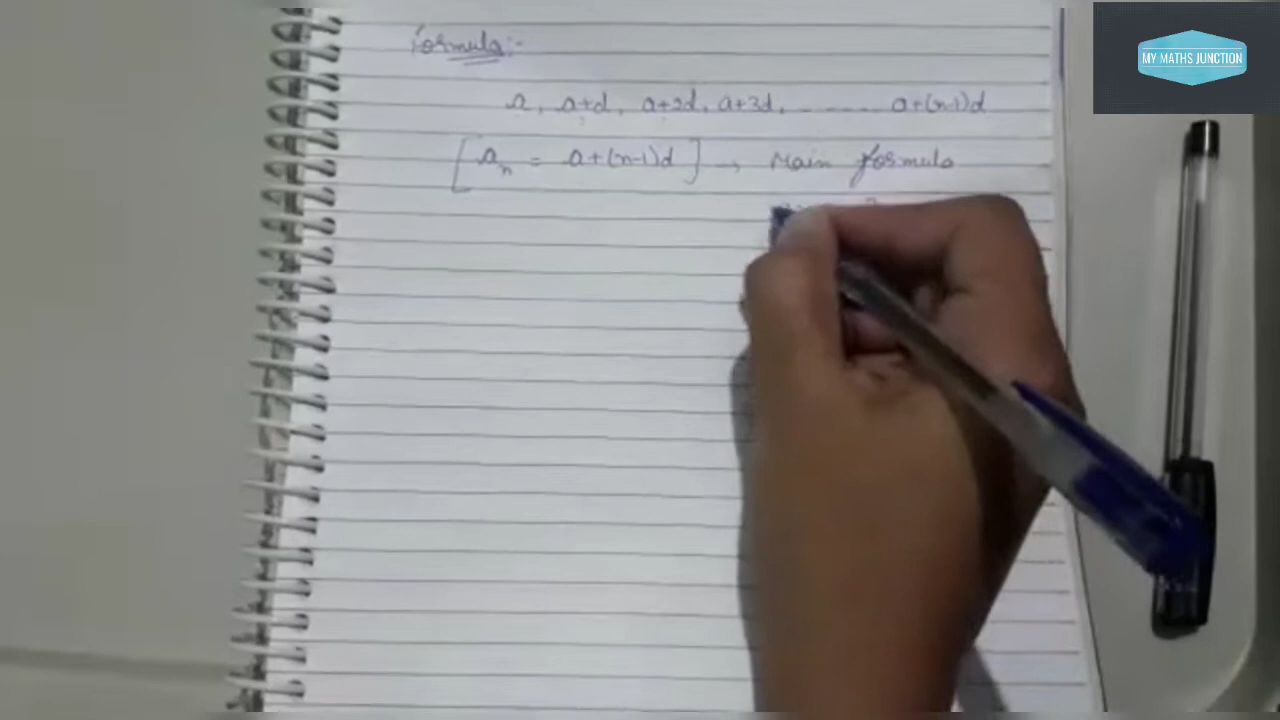 Formula :-
a, a+d, a+2d, a+3d, ........ a+(n-1)d
[ aₙ = a+(n-1)d ] → Main formula
MY MATHS JUNCTION